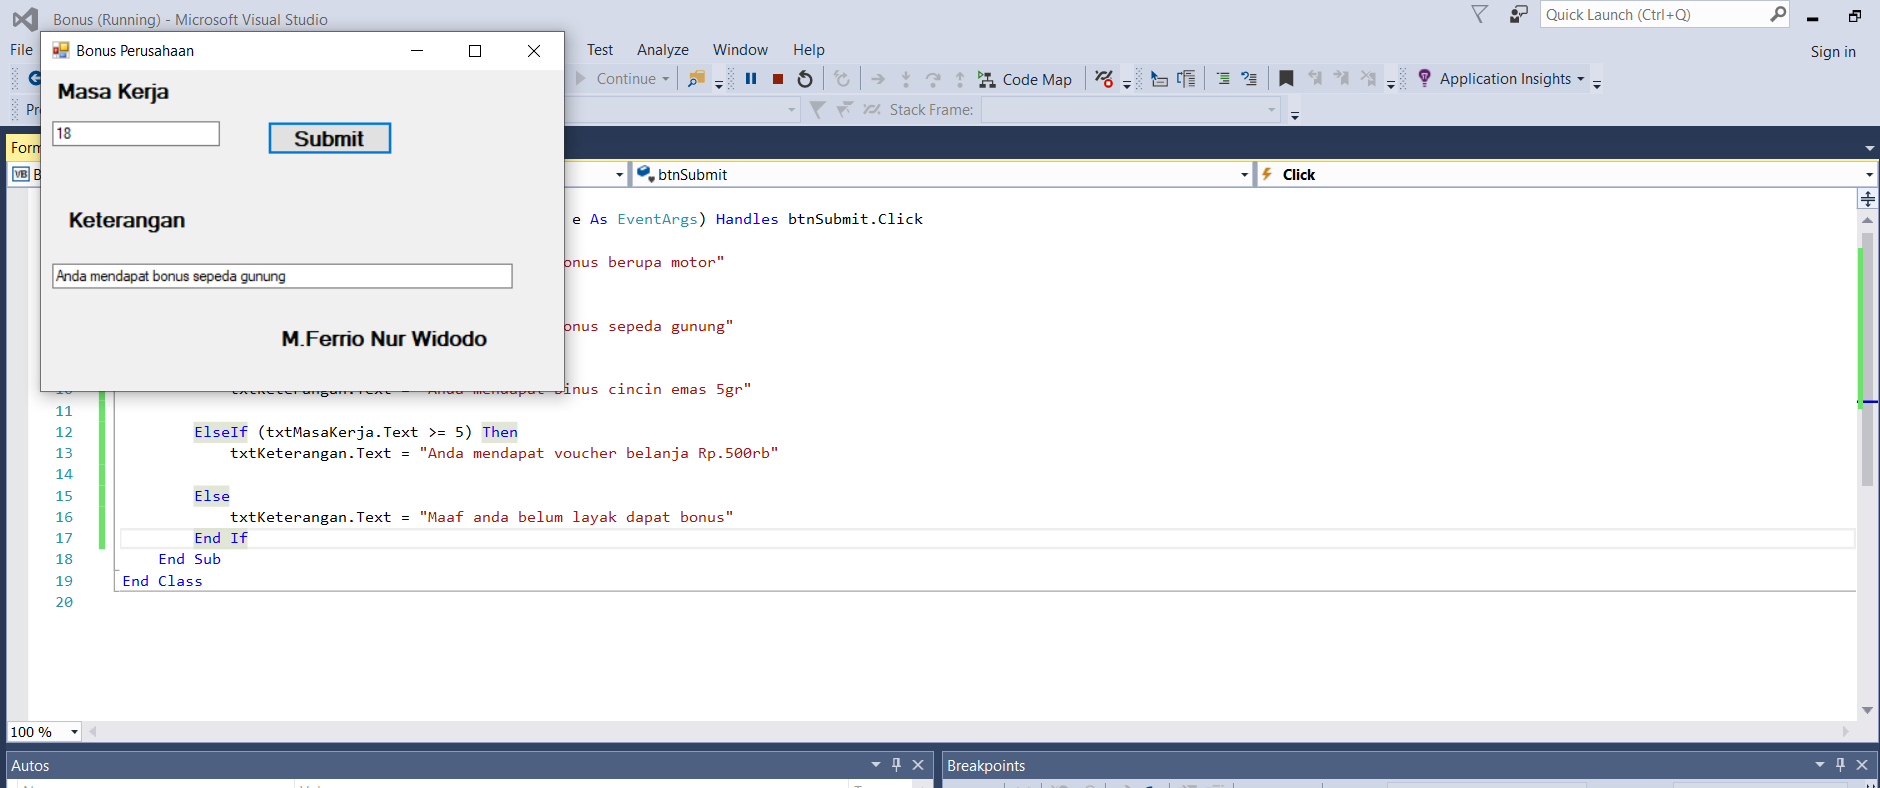 Bonus (Running) - Microsoft Visual Studio
Quick Launch (Ctrl+Q)
File
Test Analyze Window Help
Sign in
Bonus Perusahaan
Continue
Code Map
Application Insights
Stack Frame:
Masa Kerja
18
Submit
Keterangan
Anda mendapat bonus sepeda gunung
M.Ferrio Nur Widodo
btnSubmit
Click
e As EventArgs) Handles btnSubmit.Click
onus berupa motor"
onus sepeda gunung"
10 txtKeterangan.Text = "Anda mendapat binus cincin emas 5gr"
11
12 ElseIf (txtMasaKerja.Text >= 5) Then
13 txtKeterangan.Text = "Anda mendapat voucher belanja Rp.500rb"
14
15 Else
16 txtKeterangan.Text = "Maaf anda belum layak dapat bonus"
17 End If
18 End Sub
19 End Class
20
100 %
Autos
Breakpoints